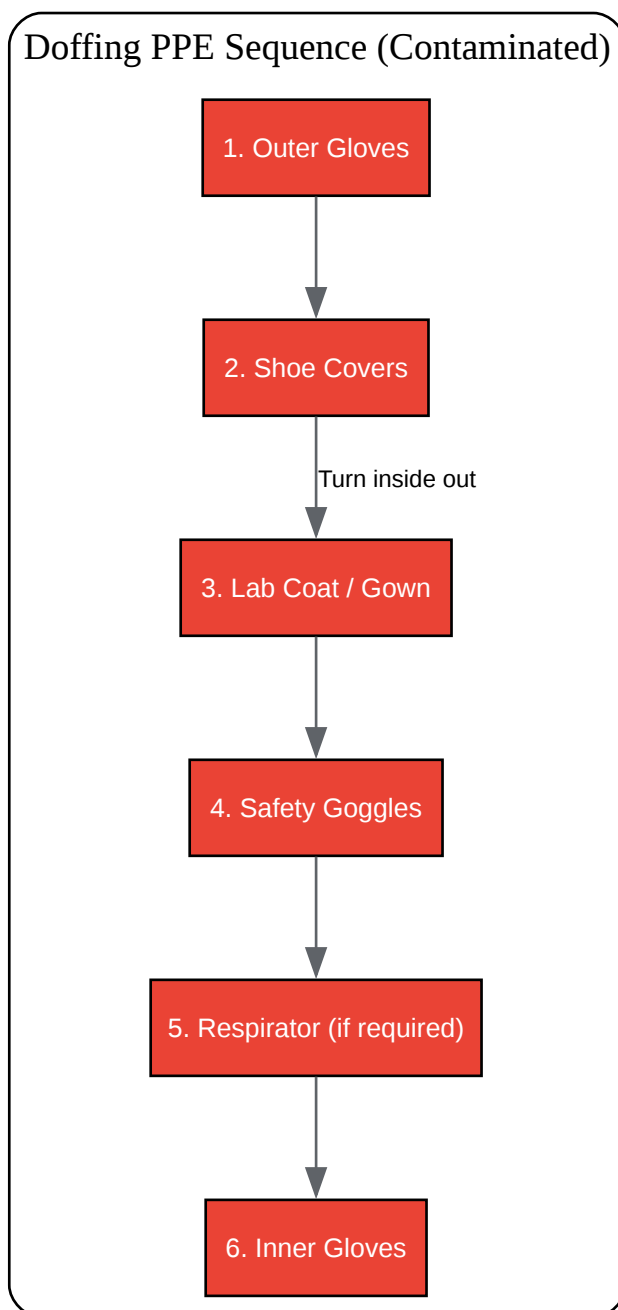 Doffing PPE Sequence (Contaminated)
1. Outer Gloves
2. Shoe Covers
Turn inside out
3. Lab Coat / Gown
4. Safety Goggles
5. Respirator (if required)
6. Inner Gloves